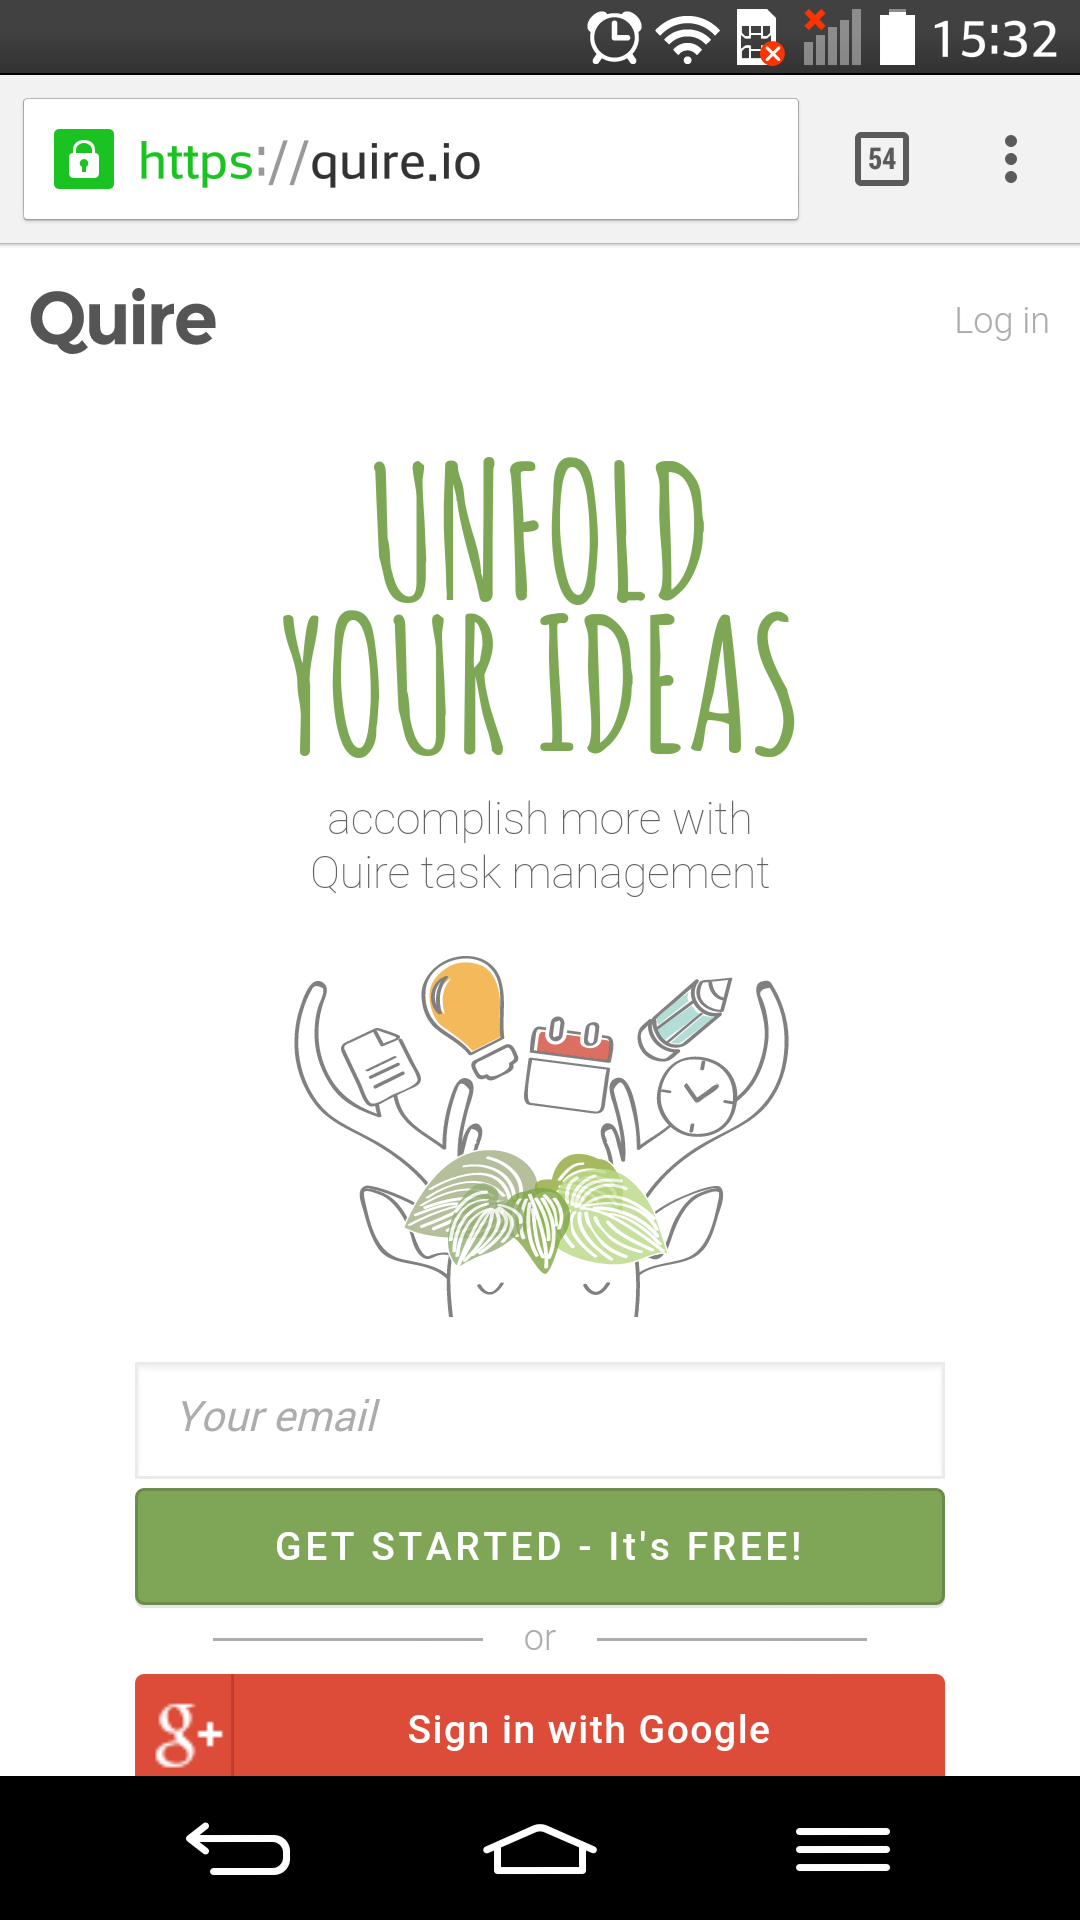 15:32
https://quire.io
54
Quire
Log in
UNFOLD
YOUR IDEAS
accomplish more with
Quire task management
Your email
GET STARTED - It's FREE!
or
g+ Sign in with Google